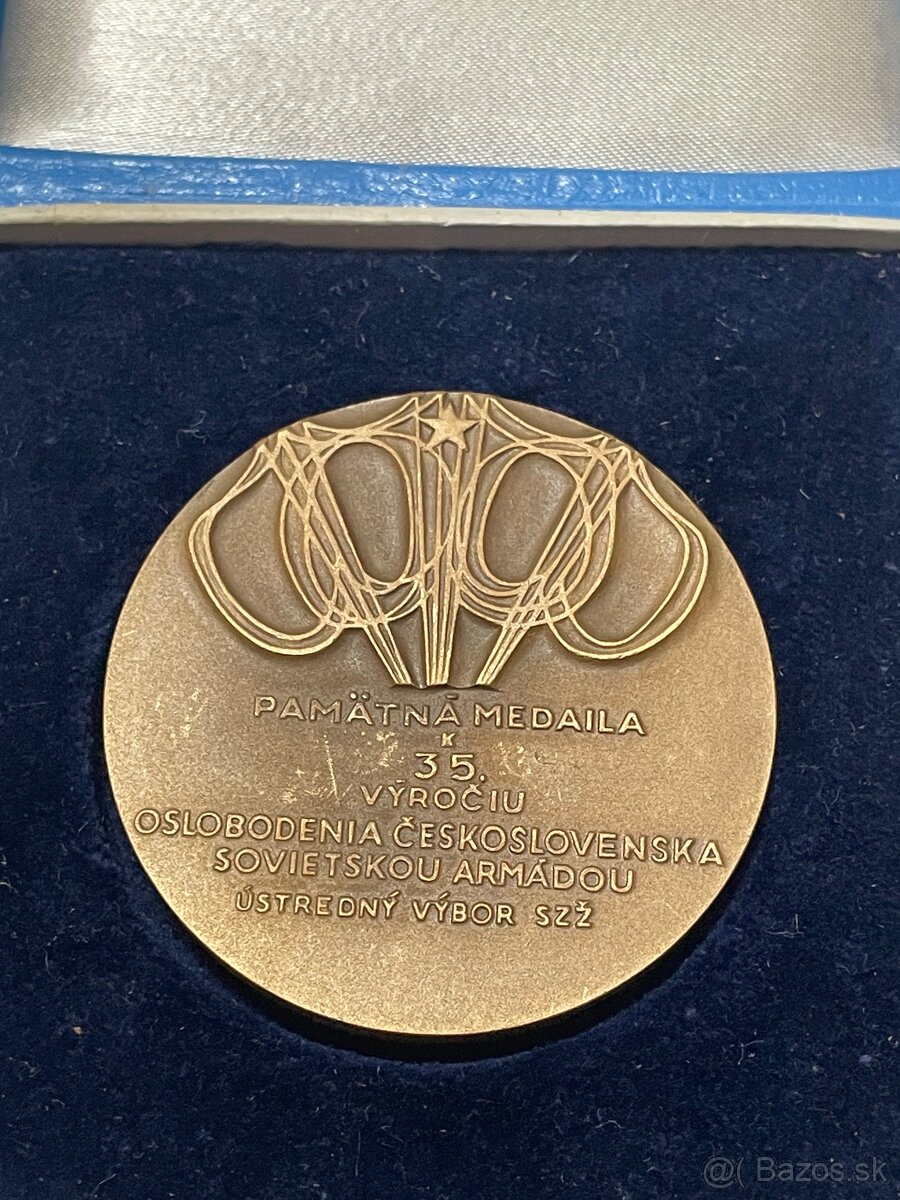 PAMÄTNÁ MEDAILA
K
35.
VÝROČIU
OSLOBODENIA ČESKOSLOVENSKA
SOVIETSKOU ARMÁDOU
ÚSTREDNÝ VÝBOR SZŽ
@( Bazos.sk